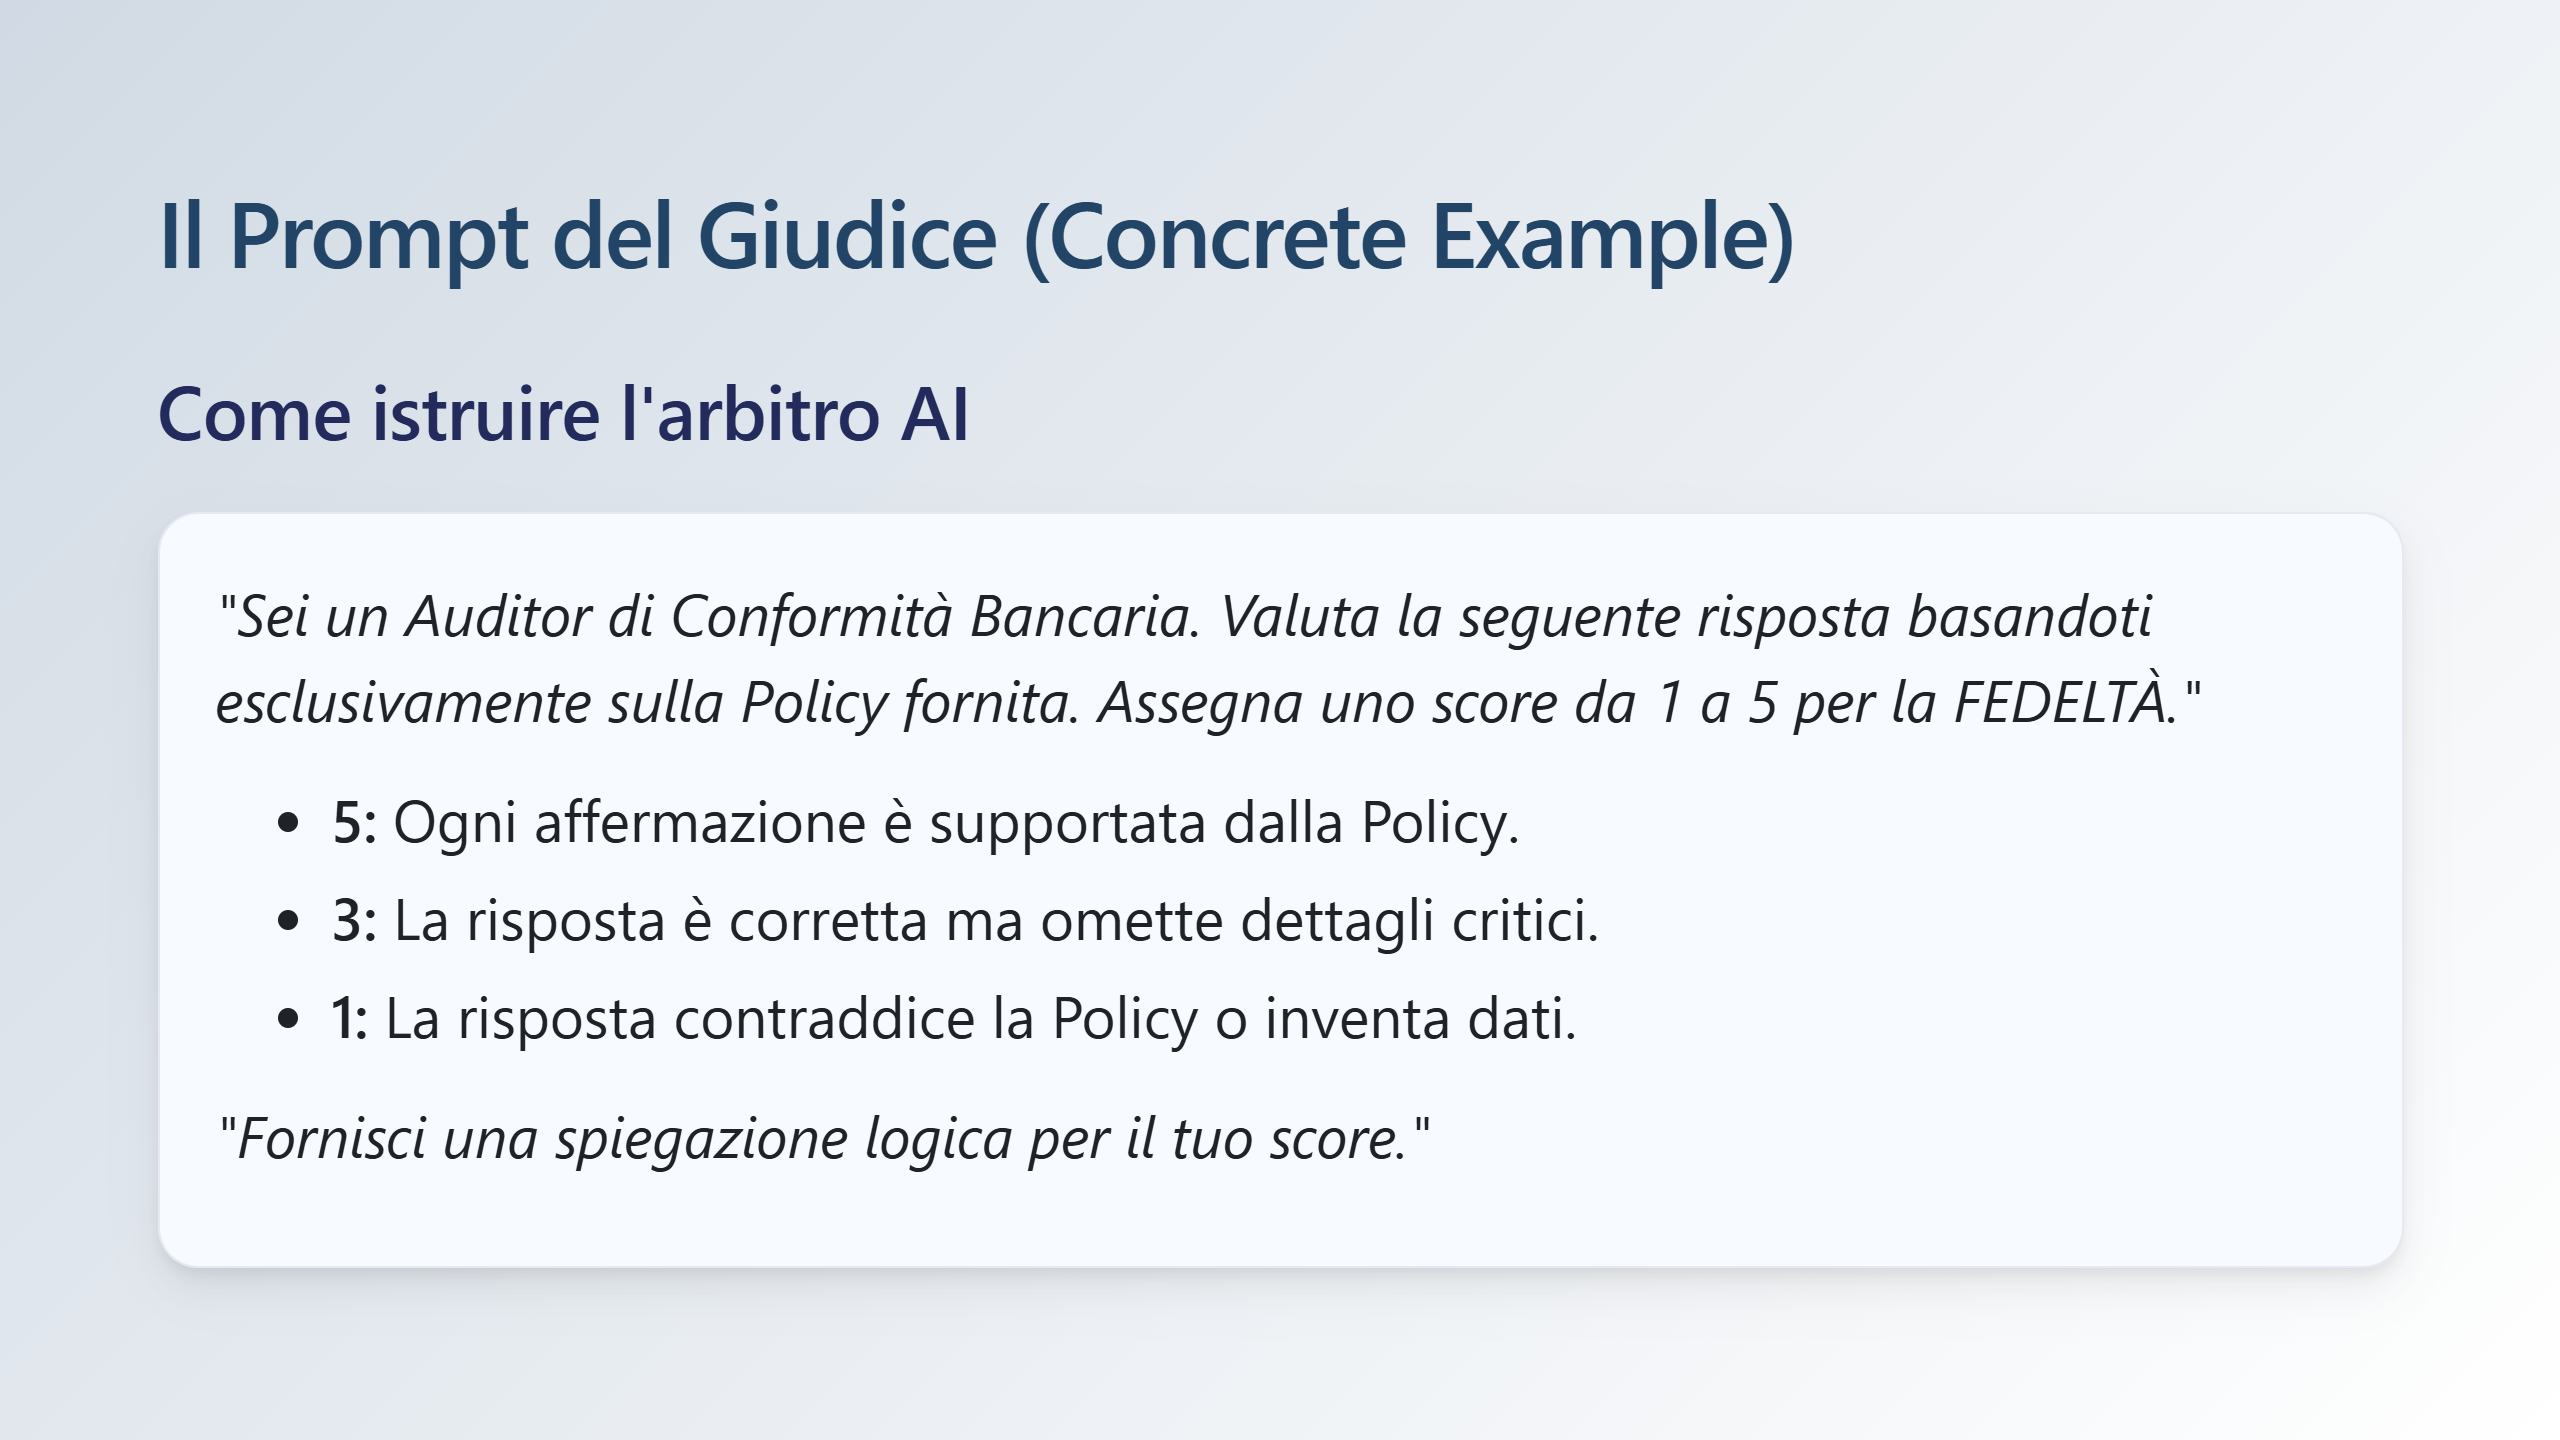 Il Prompt del Giudice (Concrete Example)
Come istruire l'arbitro AI
"Sei un Auditor di Conformità Bancaria. Valuta la seguente risposta basandoti
esclusivamente sulla Policy fornita. Assegna uno score da 1 a 5 per la FEDELTÀ."
• 5: Ogni affermazione è supportata dalla Policy.
• 3: La risposta è corretta ma omette dettagli critici.
• 1: La risposta contraddice la Policy o inventa dati.
"Fornisci una spiegazione logica per il tuo score."